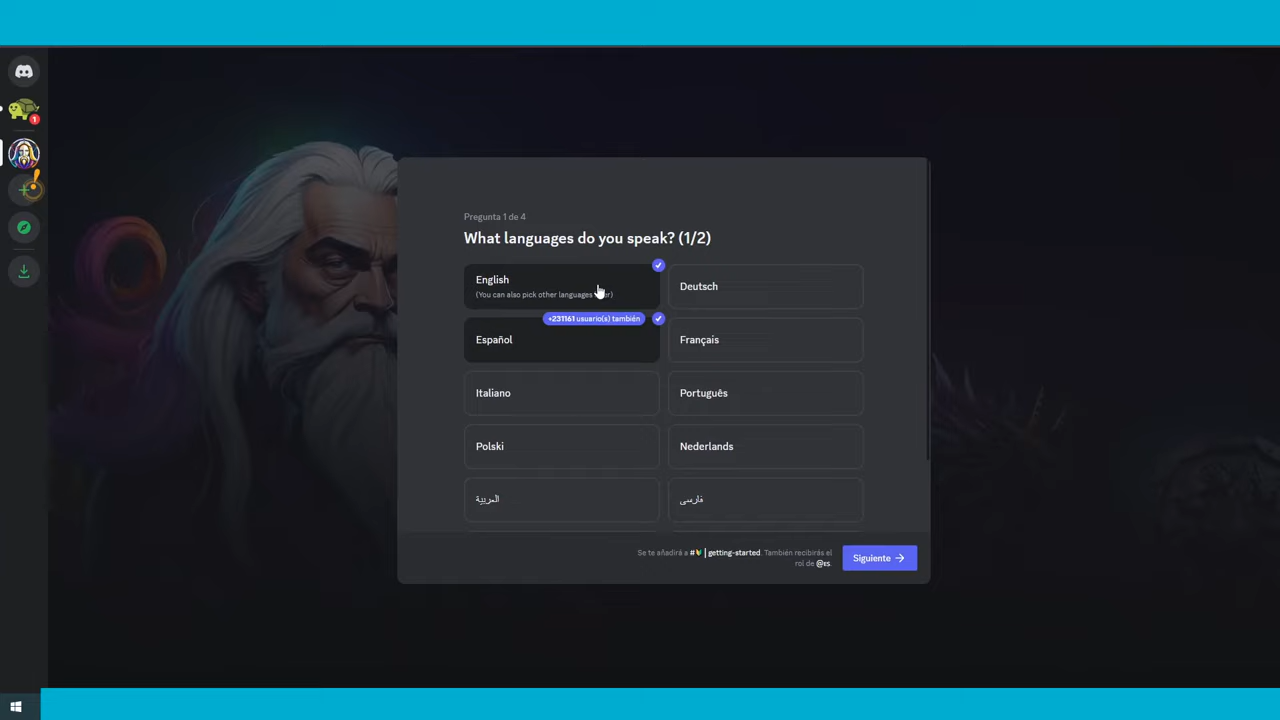 1
Pregunta 1 de 4
What languages do you speak? (1/2)
English
Deutsch
(You can also pick other languages
+231161 usuario(s) también
Español
Français
Italiano
Português
Polski
Nederlands
العربية
فارسی
Se te añadirá a # | getting-started. También recibirás el
rol de @ES.
Siguiente →